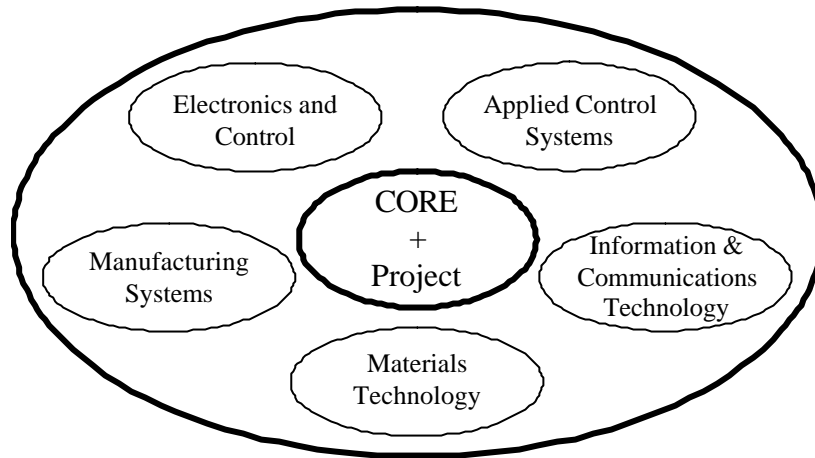 Electronics and
Control
Applied Control
Systems
CORE
+
Project
Manufacturing
Systems
Information &
Communications
Technology
Materials
Technology